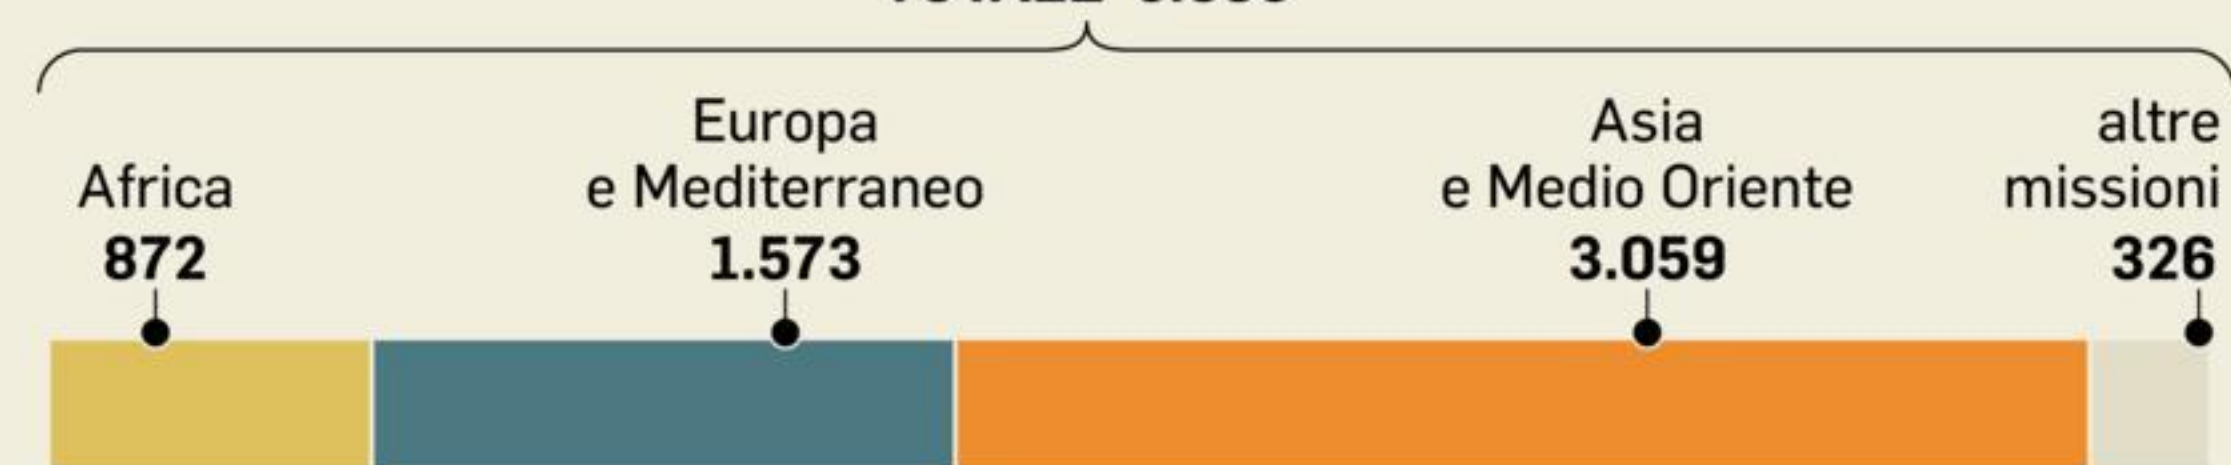 Europa
Asia
altre
Africa
e Mediterraneo
e Medio Oriente
missioni
872
1.573
3.059
326